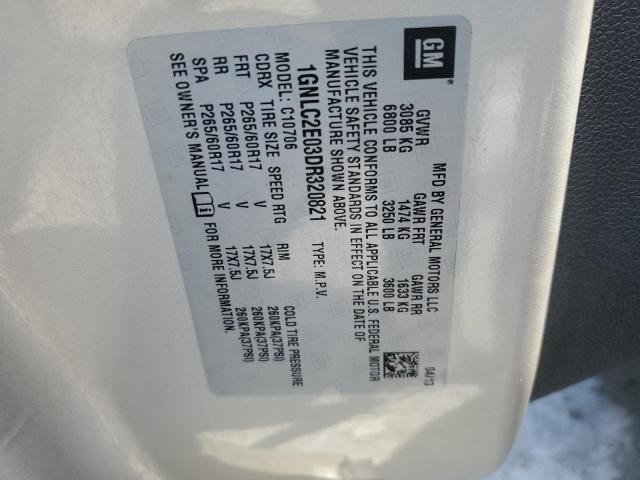 GM
MFD BY GENERAL MOTORS LLC 04/13
GVWR GAWR FRT GAWR RR
3085 KG 1474 KG 1633 KG
6800 LB 3250 LB 3600 LB
THIS VEHICLE CONFORMS TO ALL APPLICABLE U.S. FEDERAL MOTOR
VEHICLE SAFETY STANDARDS IN EFFECT ON THE DATE OF
MANUFACTURE SHOWN ABOVE.
1GNLC2E03DR320821 TYPE: M.P.V.
MODEL: C10706
CDRX TIRE SIZE SPEED RTG RIM COLD TIRE PRESSURE
FRT P265/60R17 V 17X7.5J 260KPA(37PSI)
RR P265/60R17 V 17X7.5J 260KPA(37PSI)
SPA P265/60R17 V 17X7.5J 260KPA(37PSI)
SEE OWNER'S MANUAL FOR MORE INFORMATION.